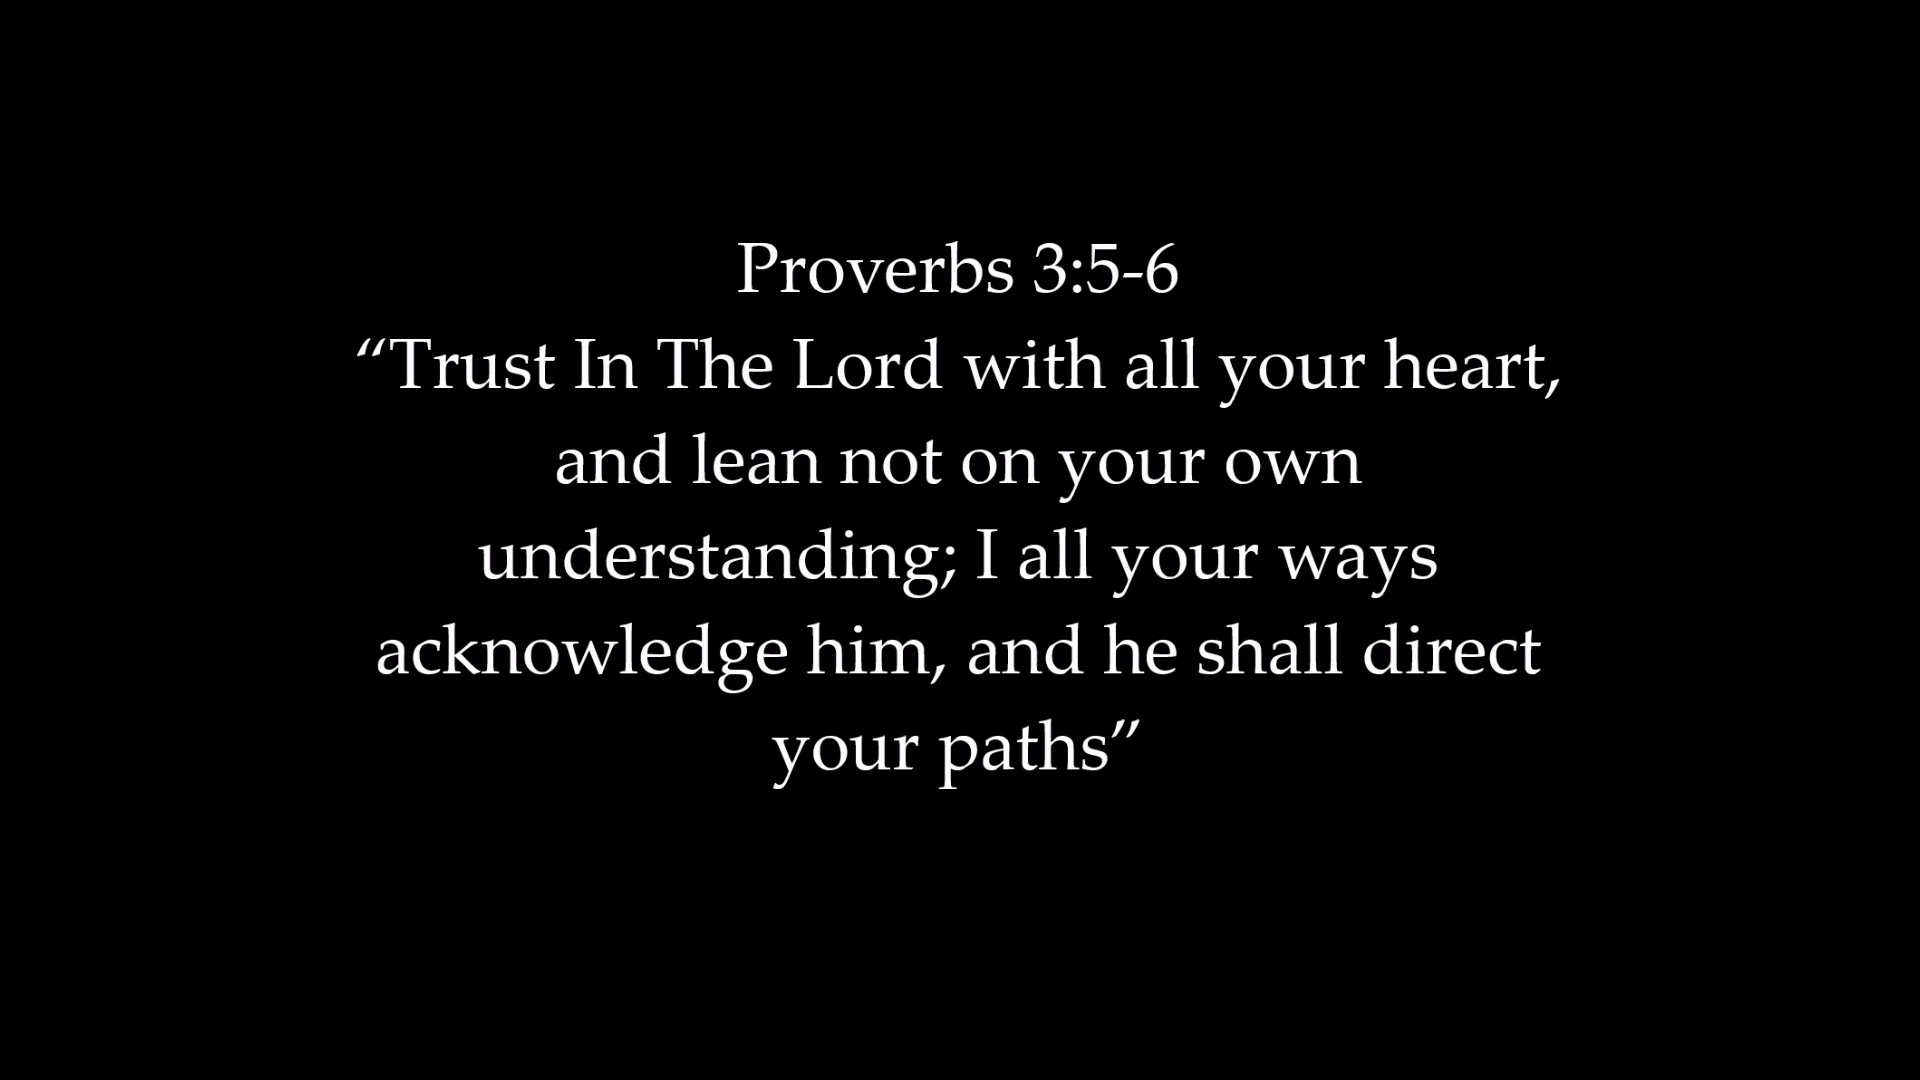 Proverbs 3:5-6
“Trust In The Lord with all your heart,
and lean not on your own
understanding; I all your ways
acknowledge him, and he shall direct
your paths”